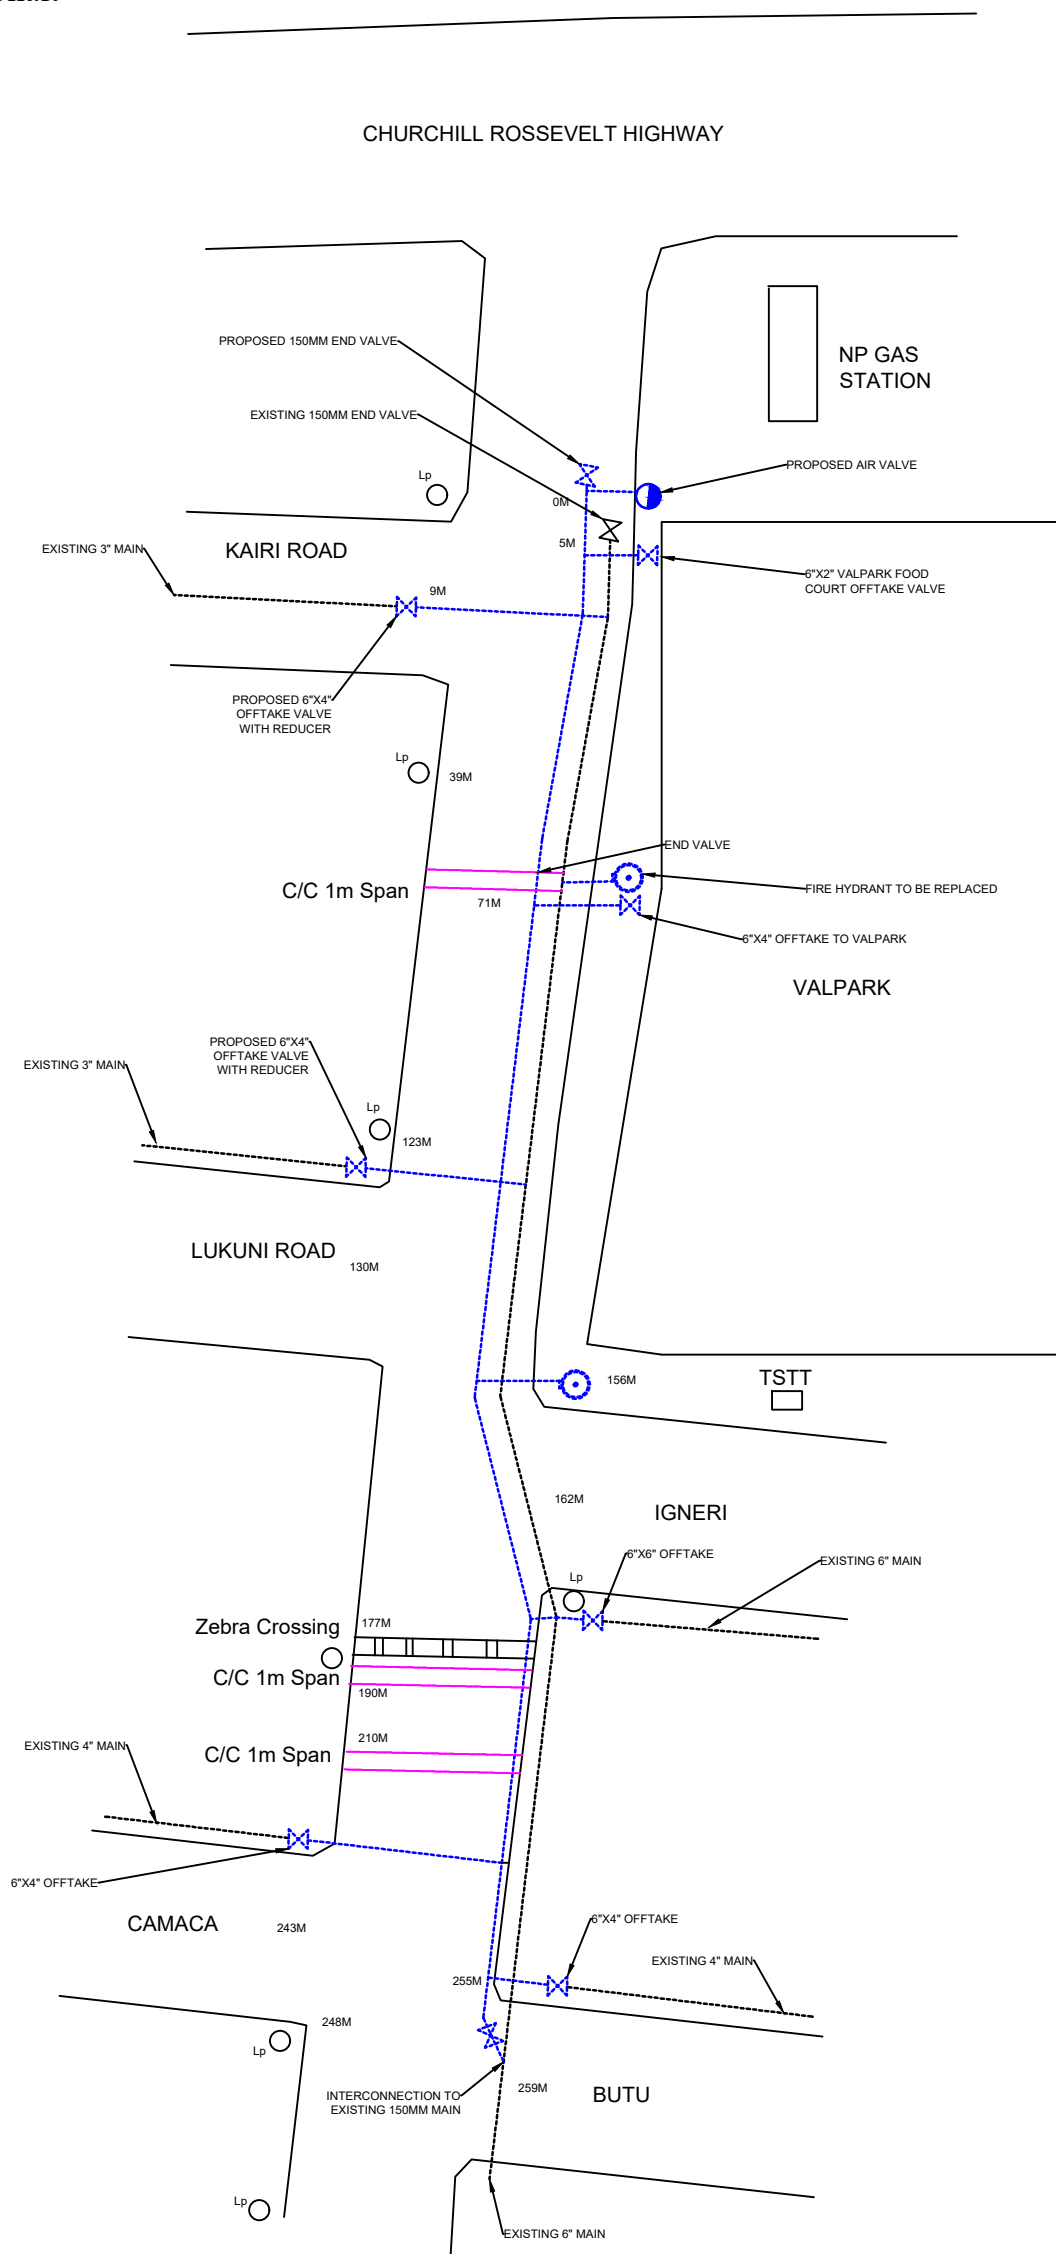 CHURCHILL ROSSEVELT HIGHWAY
PROPOSED 150MM END VALVE
NP GAS
STATION
EXISTING 150MM END VALVE
PROPOSED AIR VALVE
Lp
0M
5M
KAIRI ROAD
EXISTING 3" MAIN
6"X2" VALPARK FOOD
COURT OFFTAKE VALVE
9M
PROPOSED 6"X4"
OFFTAKE VALVE
WITH REDUCER
Lp
39M
END VALVE
C/C 1m Span
FIRE HYDRANT TO BE REPLACED
71M
6"X4" OFFTAKE TO VALPARK
VALPARK
PROPOSED 6"X4"
OFFTAKE VALVE
WITH REDUCER
EXISTING 3" MAIN
Lp
123M
LUKUNI ROAD
130M
156M
TSTT
162M
IGNERI
6"X6" OFFTAKE
EXISTING 6" MAIN
Lp
Zebra Crossing
177M
C/C 1m Span
190M
210M
EXISTING 4" MAIN
C/C 1m Span
6"X4" OFFTAKE
CAMACA
243M
6"X4" OFFTAKE
EXISTING 4" MAIN
255M
248M
Lp
259M
INTERCONNECTION TO
EXISTING 150MM MAIN
BUTU
Lp
EXISTING 6" MAIN